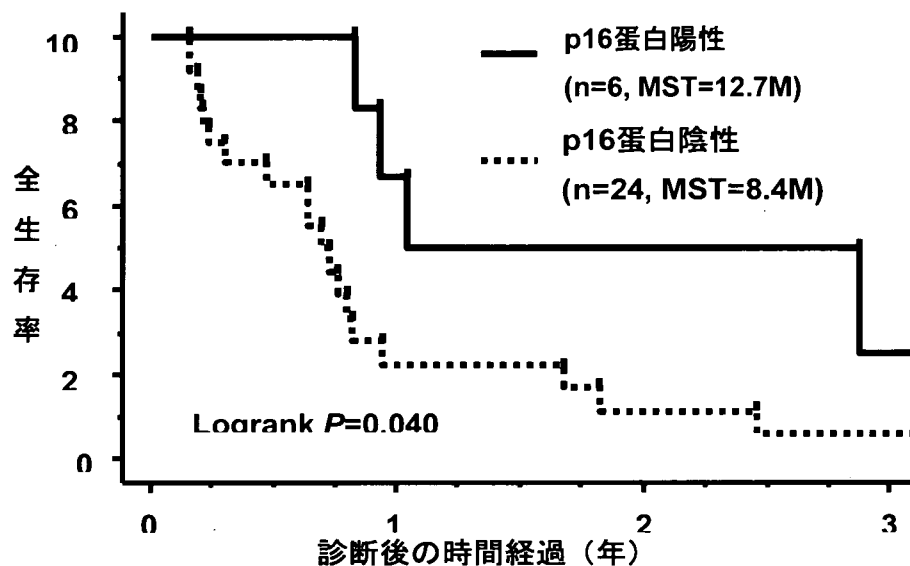 10
8
6
4
2
0
全生存率
p16蛋白陽性
(n=6, MST=12.7M)
p16蛋白陰性
(n=24, MST=8.4M)
Logrank P=0.040
0 1 2 3
診断後の時間経過（年）